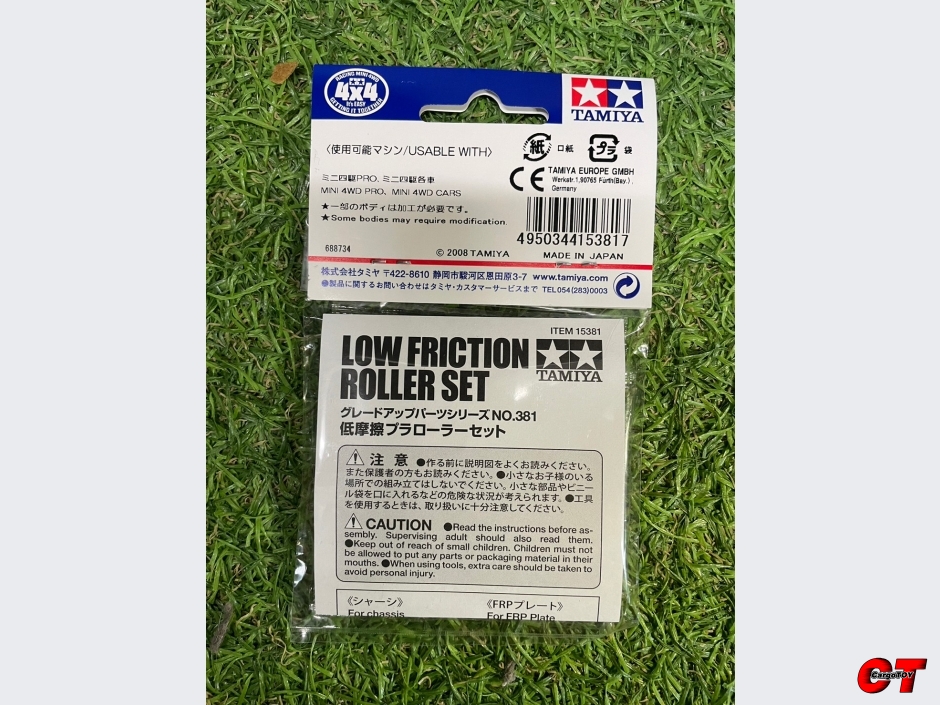 RACING MINI 4WD
4x4
It's EASY
GETTING IT TOGETHER
TAMIYA
〈使用可能マシン/USABLE WITH〉
紙 口紙 プラ 袋
ミニ四駆PRO、ミニ四駆各車
MINI 4WD PRO、MINI 4WD CARS
★一部のボディは加工が必要です。
★Some bodies may require modification.
CE TAMIYA EUROPE GMBH
Werkstr.1,90765 Fürth(Bay.).
Germany
4950344153817
688734
© 2008 TAMIYA
MADE IN JAPAN
株式会社タミヤ 〒422-8610 静岡市駿河区恩田原3-7 www.tamiya.com
●製品に関するお問い合わせはタミヤ・カスタマーサービスまで TEL054(283)0003
ITEM 15381
LOW FRICTION
ROLLER SET
TAMIYA
グレードアップパーツシリーズNO.381
低摩擦プラローラーセット
注 意 ●作る前に説明図をよくお読みください。
また保護者の方もお読みください。●小さなお子様のいる
場所での組み立てはしないでください。小さな部品やビニー
ル袋を口に入れるなどの危険な状況が考えられます。●工具
を使用するときは、取り扱いに十分注意してください。
CAUTION ●Read the instructions before as-
sembly. Supervising adult should also read them.
●Keep out of reach of small children. Children must not
be allowed to put any parts or packaging material in their
mouths. ●When using tools, extra care should be taken to
avoid personal injury.
《シャーシ》 《FRPプレート》
For chassis For FRP Plate
CT
CargoTOY